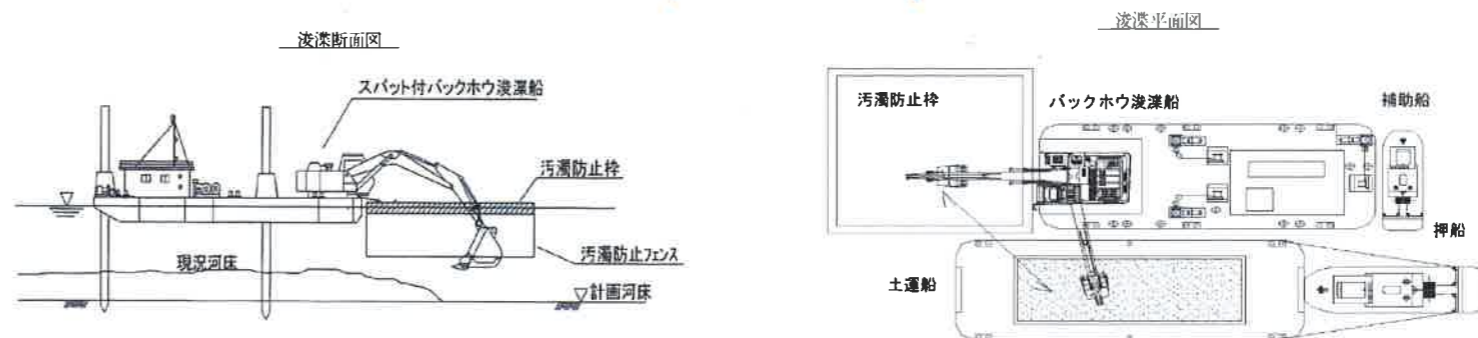 浚渫断面図
スパット付バックホウ浚渫船
汚濁防止枠
汚濁防止フェンス
現況河床
計画河床
浚渫平面図
汚濁防止枠
バックホウ浚渫船
補助船
押船
土運船